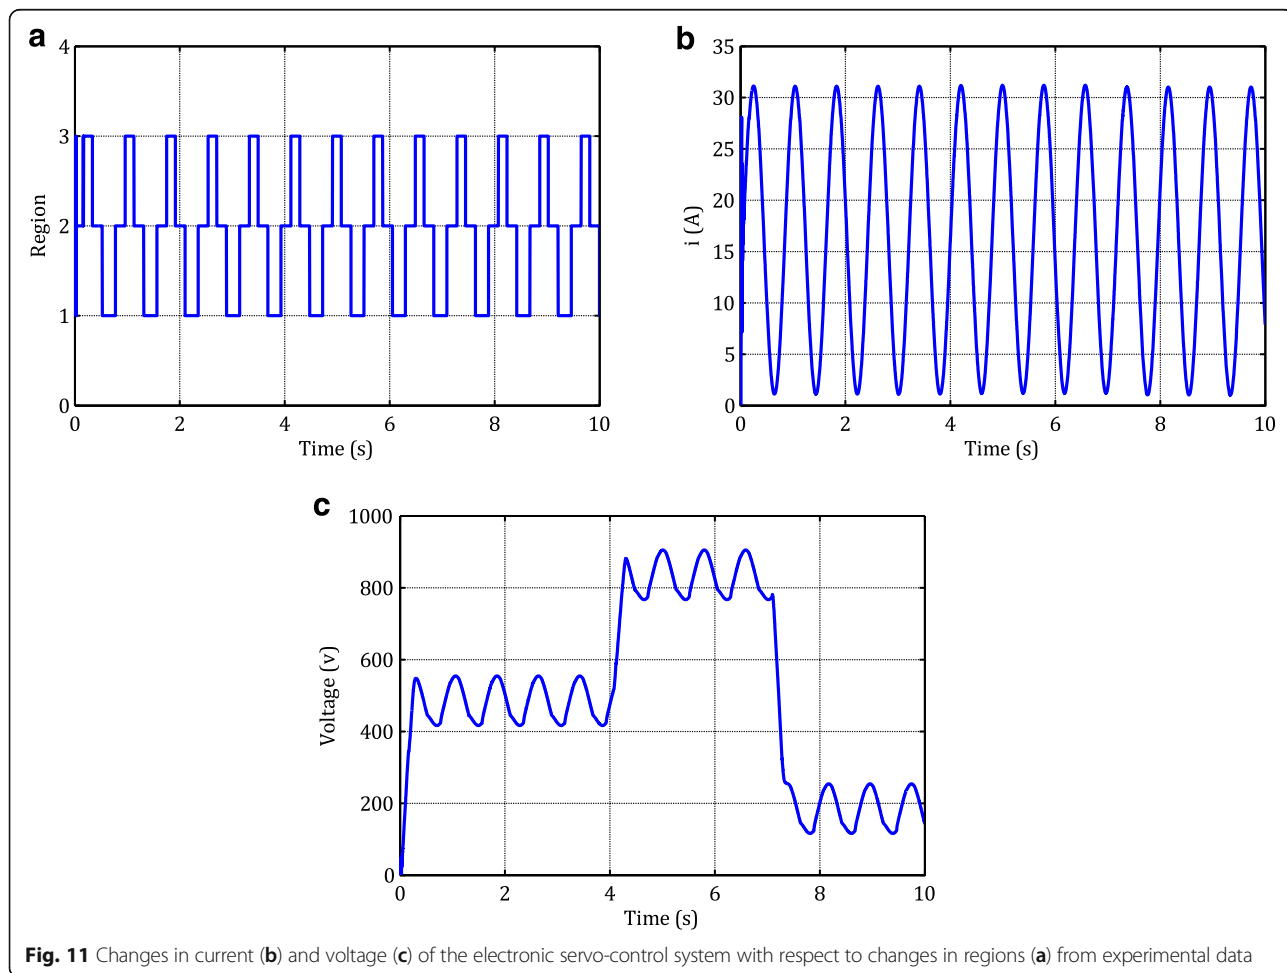 a
4
3
2
1
0
Region
0 2 4 6 8 10
Time (s)
b
35
30
25
20
15
10
5
0
i (A)
0 2 4 6 8 10
Time (s)
c
1000
800
600
400
200
0
Voltage (v)
0 2 4 6 8 10
Time (s)
Fig. 11 Changes in current (b) and voltage (c) of the electronic servo-control system with respect to changes in regions (a) from experimental data